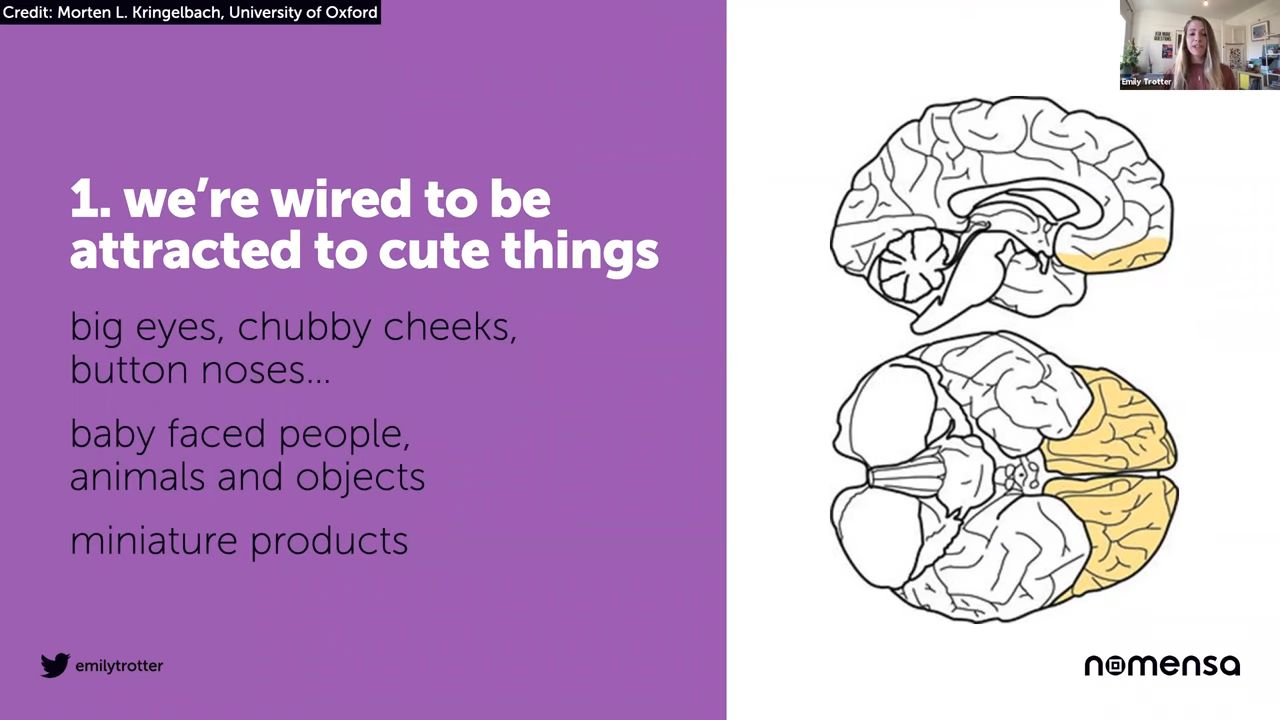 Credit: Morten L. Kringelbach, University of Oxford
Emily Trotter
1. we're wired to be
attracted to cute things
big eyes, chubby cheeks,
button noses...
baby faced people,
animals and objects
miniature products
emilytrotter
nomensa